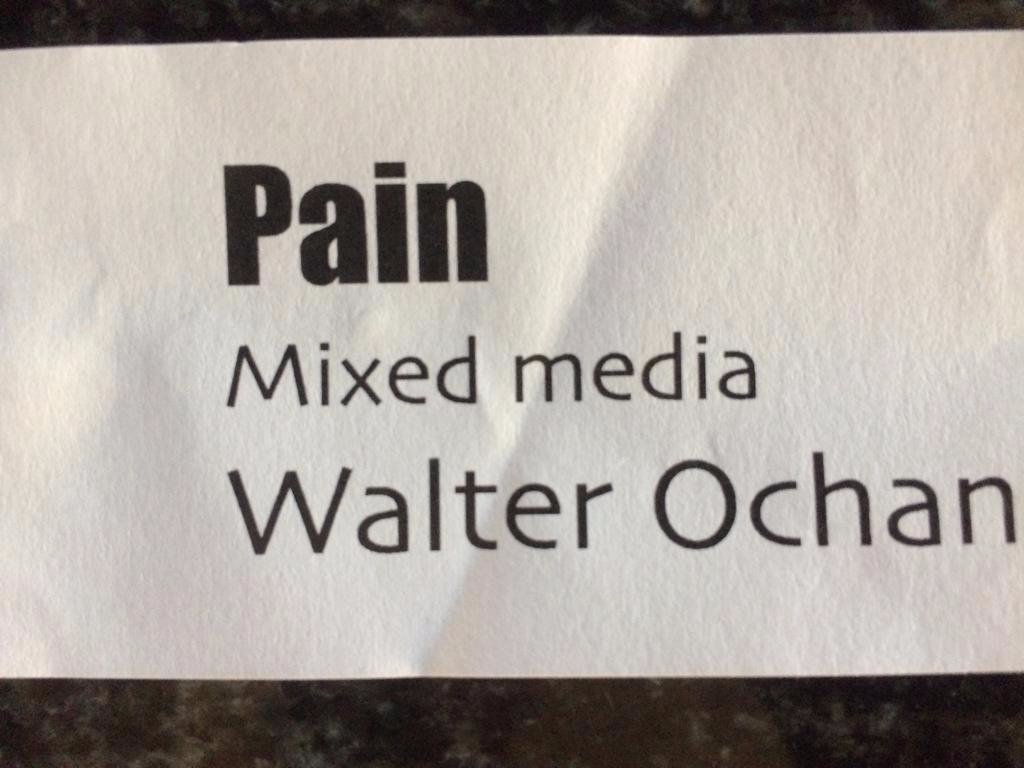 Pain
Mixed media
Walter Ochan